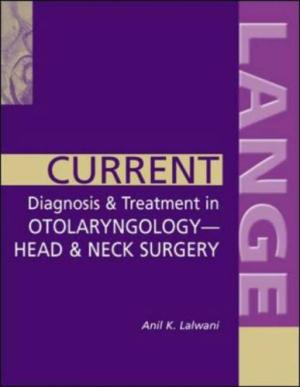 LANGE
CURRENT
Diagnosis & Treatment in
OTOLARYNGOLOGY—
HEAD & NECK SURGERY
Anil K. Lalwani